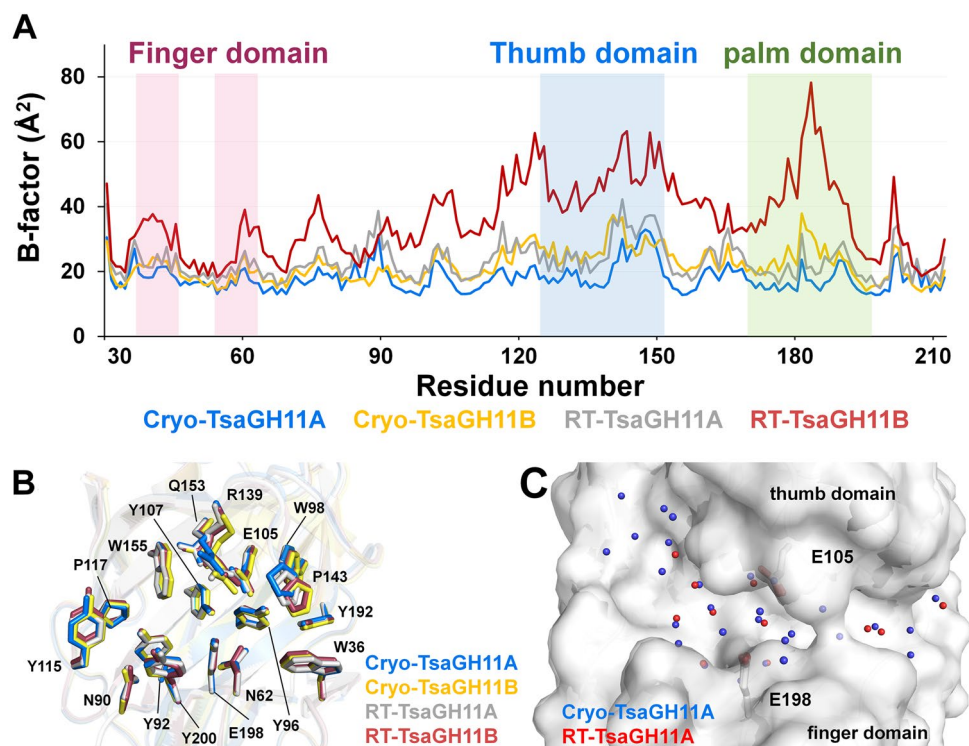 A
Finger domain Thumb domain palm domain
B-factor (Å²)
80
60
40
20
0
30 60 90 120 150 180 210
Residue number
Cryo-TsaGH11A Cryo-TsaGH11B RT-TsaGH11A RT-TsaGH11B
B
Q153
R139
Y107
E105
W98
W155
P117
P143
Y192
Y115
W36
N90
N62
Y92
E198
Y96
Y200
Cryo-TsaGH11A
Cryo-TsaGH11B
RT-TsaGH11A
RT-TsaGH11B
C
thumb domain
E105
E198
Cryo-TsaGH11A
RT-TsaGH11A
finger domain